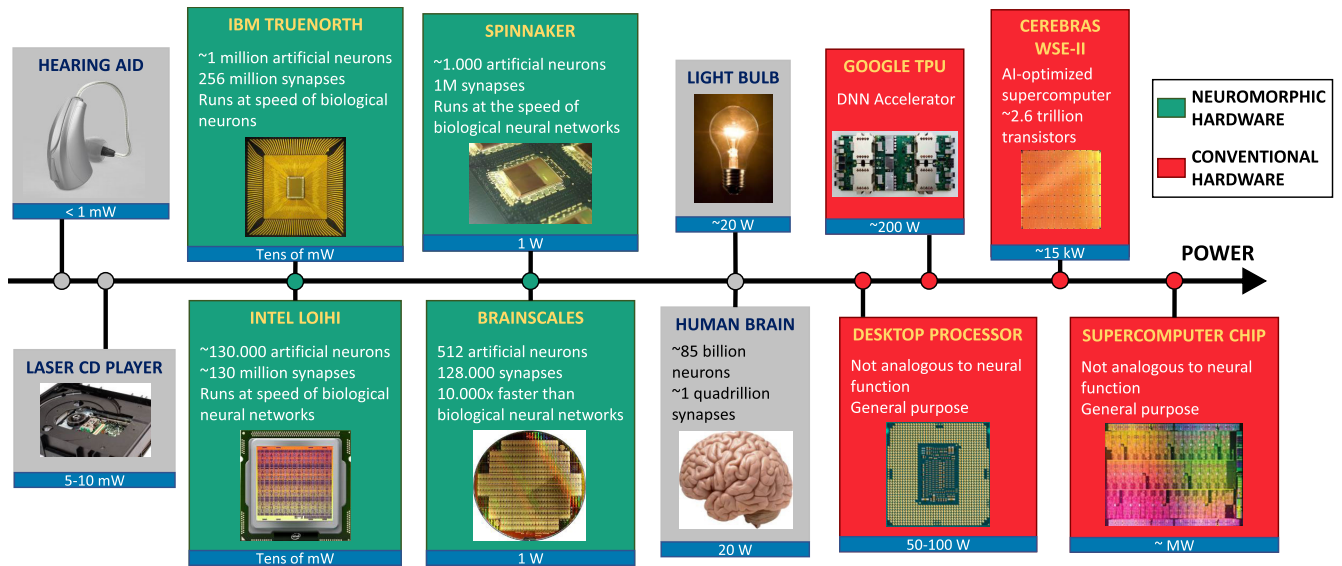 HEARING AID
< 1 mW
IBM TRUENORTH
~1 million artificial neurons
256 million synapses
Runs at speed of biological
neurons
Tens of mW
SPINNAKER
~1.000 artificial neurons
1M synapses
Runs at the speed of
biological neural networks
1 W
LIGHT BULB
~20 W
GOOGLE TPU
DNN Accelerator
~200 W
CEREBRAS
WSE-II
AI-optimized
supercomputer
~2.6 trillion
transistors
~15 kW
NEUROMORPHIC
HARDWARE
CONVENTIONAL
HARDWARE
POWER
LASER CD PLAYER
5-10 mW
INTEL LOIHI
~130.000 artificial neurons
~130 million synapses
Runs at speed of biological
neural networks
Tens of mW
BRAINSCALES
512 artificial neurons
128.000 synapses
10.000x faster than
biological neural networks
1 W
HUMAN BRAIN
~85 billion
neurons
~1 quadrillion
synapses
20 W
DESKTOP PROCESSOR
Not analogous to neural
function
General purpose
50-100 W
SUPERCOMPUTER CHIP
Not analogous to neural
function
General purpose
~ MW